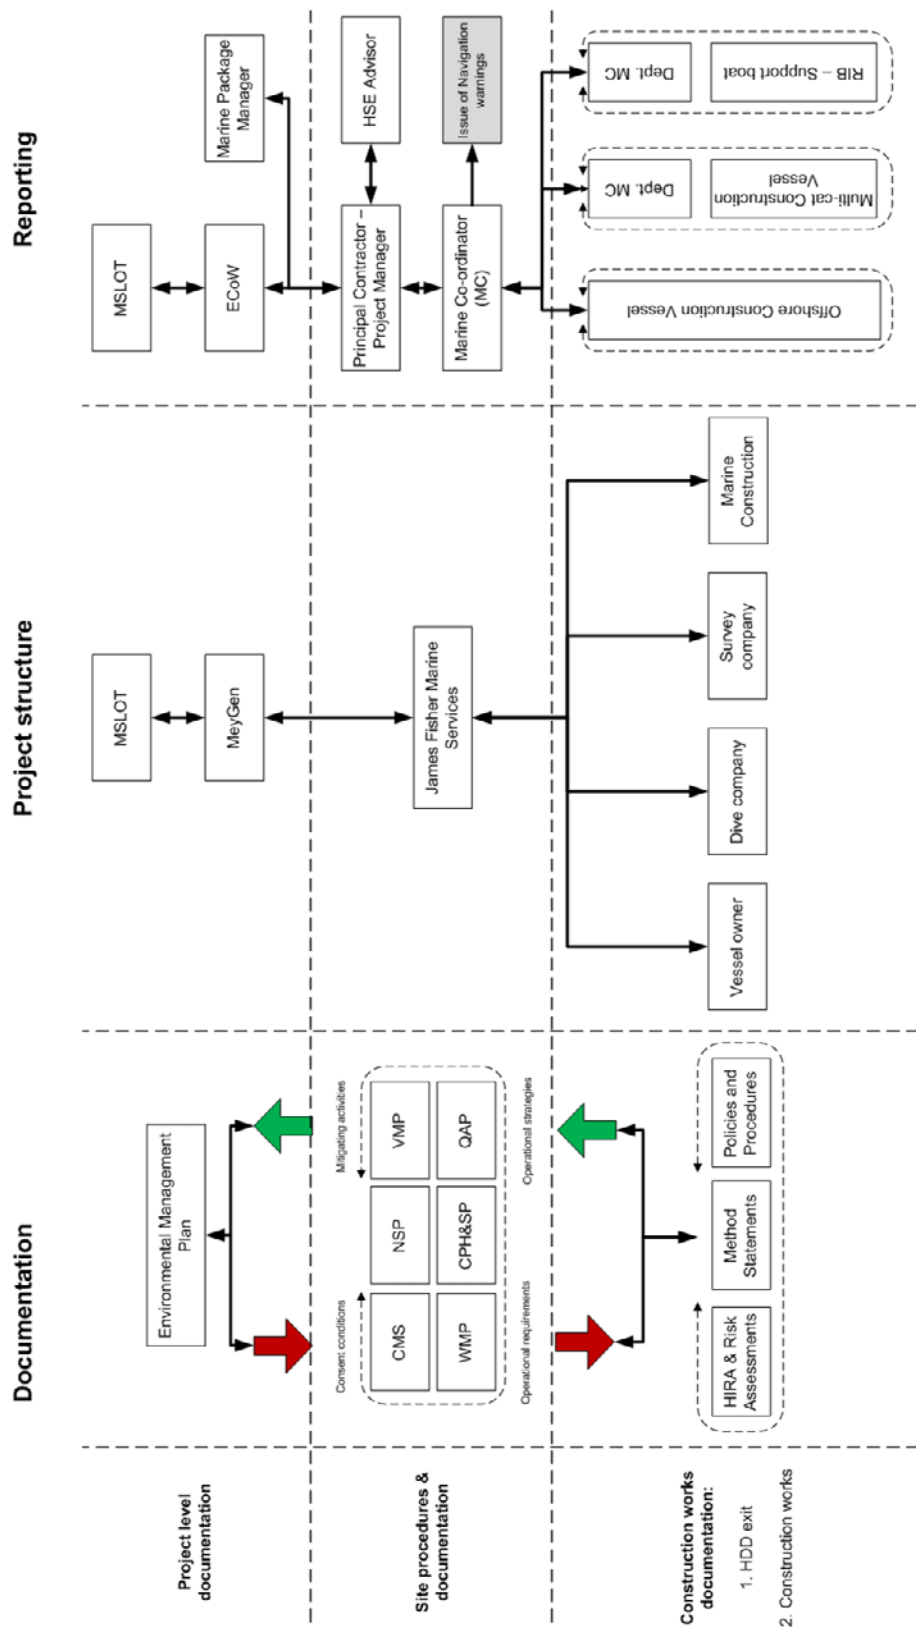 Documentation
Project structure
Reporting
Project level
documentation
Environmental Management
Plan
MSLOT
MeyGen
MSLOT
ECoW
Marine Package
Manager
Site procedures &
documentation
Consent conditions
Mitigating activities
CMS
NSP
VMP
WMP
CPH&SP
QAP
Operational requirements
Operational strategies
James Fisher Marine
Services
Principal Contractor –
Project Manager
HSE Advisor
Marine Co-ordinator
(MC)
Issue of Navigation
warnings
Construction works
documentation:
1. HDD exit
2. Construction works
HIRA & Risk
Assessments
Method
Statements
Policies and
Procedures
Vessel owner
Dive company
Survey
company
Marine
Construction
Offshore Construction Vessel
Dept. MC
Multi-cat Construction
Vessel
Dept. MC
RIB – Support boat